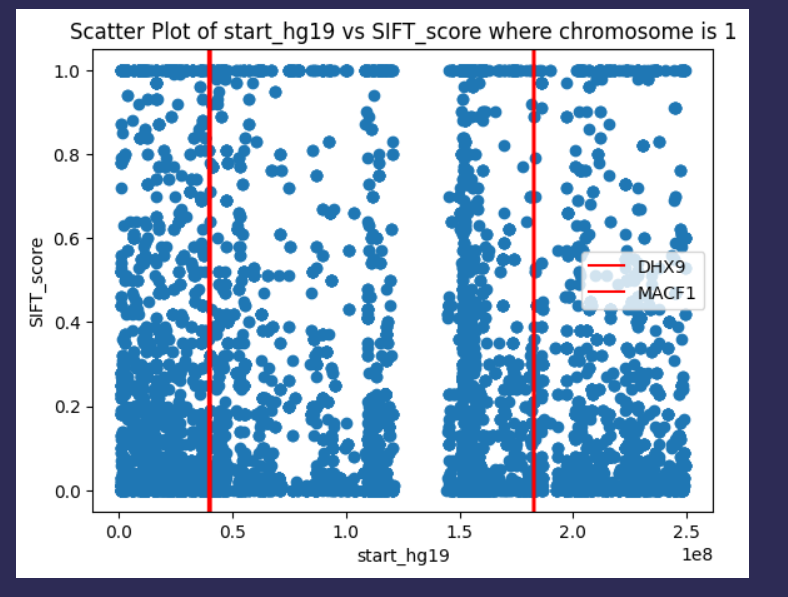 Scatter Plot of start_hg19 vs SIFT_score where chromosome is 1
SIFT_score
1.0
0.8
0.6
0.4
0.2
0.0
DHX9
MACF1
0.0 0.5 1.0 1.5 2.0 2.5
1e8
start_hg19